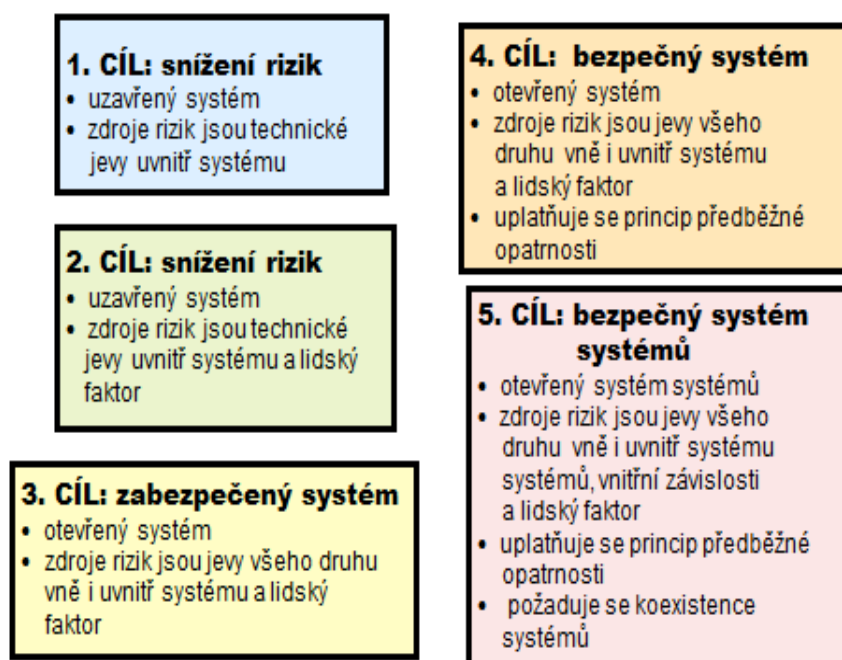 1. CÍL: snížení rizik
• uzavřený systém
• zdroje rizik jsou technické
jevy uvnitř systému
2. CÍL: snížení rizik
• uzavřený systém
• zdroje rizik jsou technické
jevy uvnitř systému a lidský
faktor
3. CÍL: zabezpečený systém
• otevřený systém
• zdroje rizik jsou jevy všeho druhu
vně i uvnitř systému a lidský
faktor
4. CÍL: bezpečný systém
• otevřený systém
• zdroje rizik jsou jevy všeho
druhu vně i uvnitř systému
a lidský faktor
• uplatňuje se princip předběžné
opatrnosti
5. CÍL: bezpečný systém
systémů
• otevřený systém systémů
• zdroje rizik jsou jevy všeho
druhu vně i uvnitř systému
systémů, vnitřní závislosti
a lidský faktor
• uplatňuje se princip předběžné
opatrnosti
• požaduje se koexistence
systémů